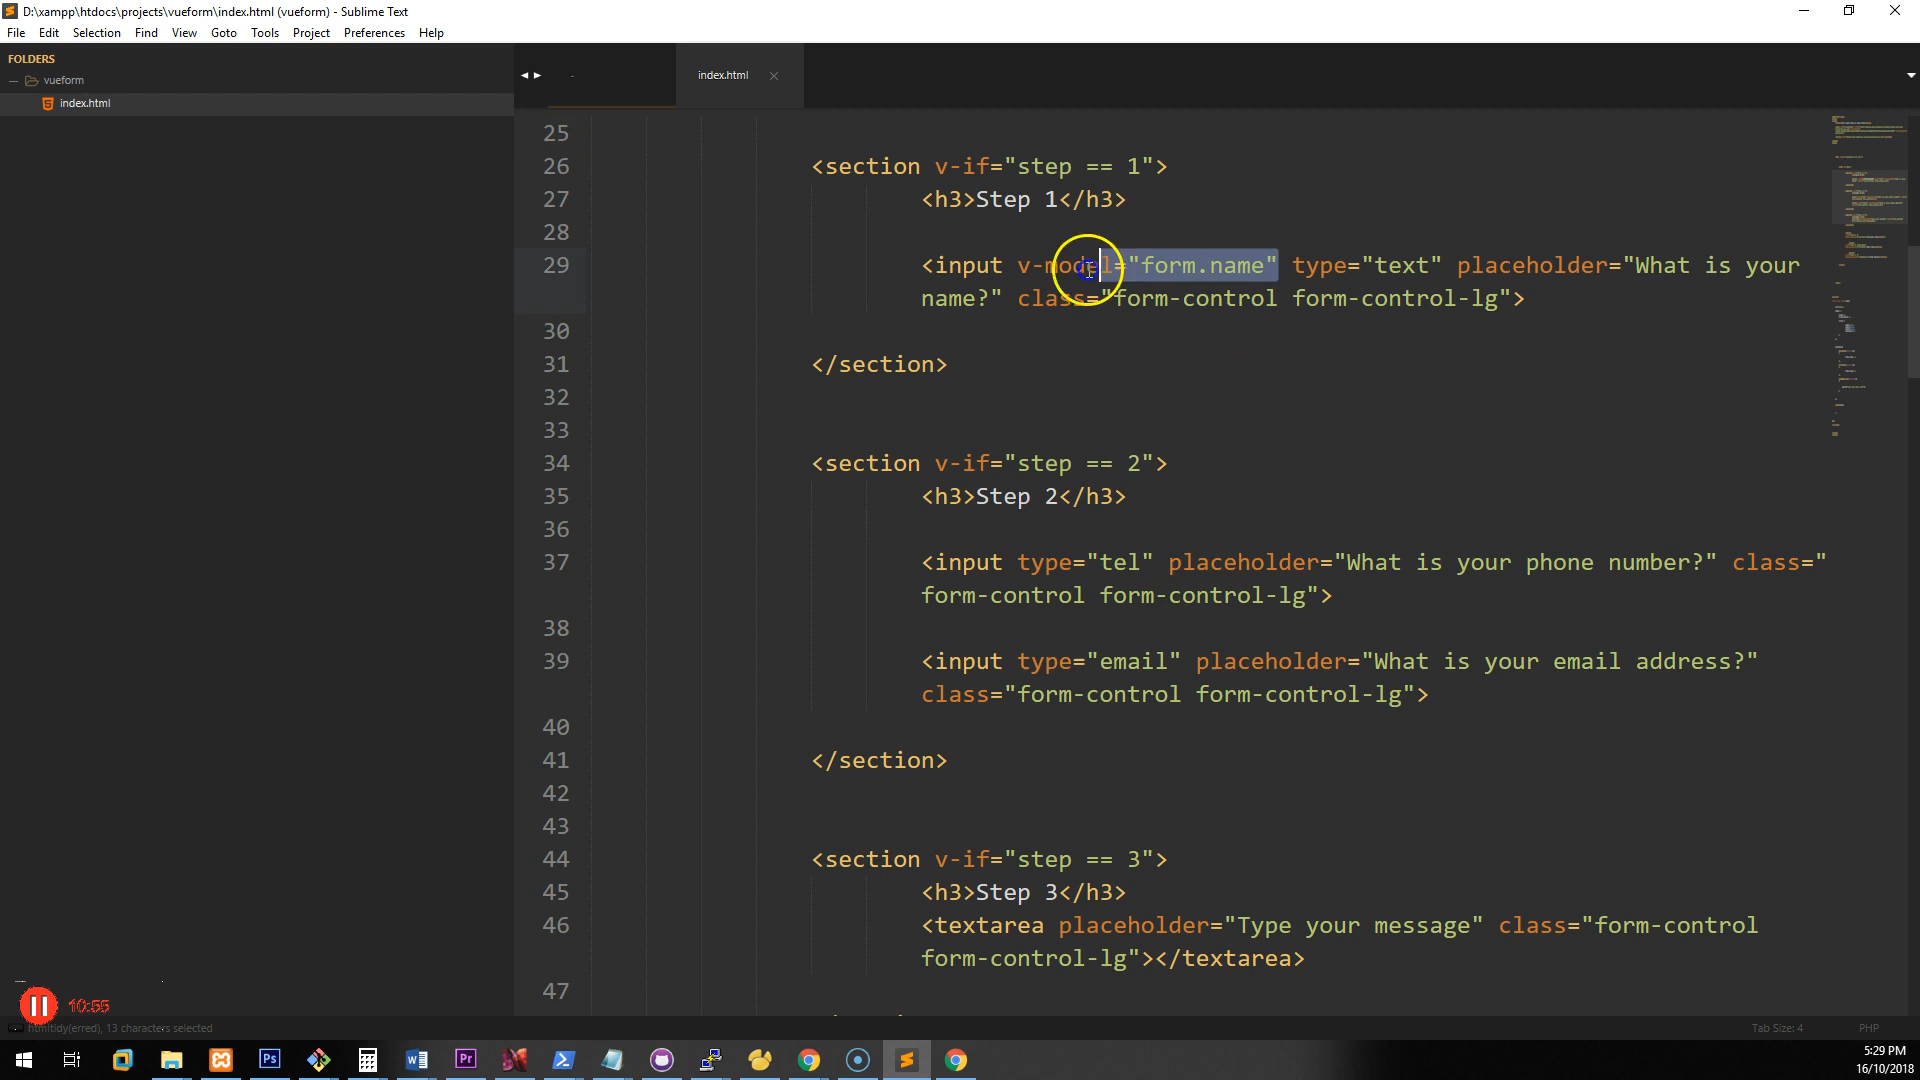 D:\xampp\htdocs\projects\vueform\index.html (vueform) - Sublime Text
File Edit Selection Find View Goto Tools Project Preferences Help
FOLDERS
vueform
index.html
index.html
25
26 <section v-if="step == 1">
27 <h3>Step 1</h3>
28
29 <input v-model="form.name" type="text" placeholder="What is your
name?" class="form-control form-control-lg">
30
31 </section>
32
33
34 <section v-if="step == 2">
35 <h3>Step 2</h3>
36
37 <input type="tel" placeholder="What is your phone number?" class="
form-control form-control-lg">
38
39 <input type="email" placeholder="What is your email address?"
class="form-control form-control-lg">
40
41 </section>
42
43
44 <section v-if="step == 3">
45 <h3>Step 3</h3>
46 <textarea placeholder="Type your message" class="form-control
form-control-lg"></textarea>
47
10:55
htmltidy(erred), 13 characters selected
Tab Size: 4 PHP
Ps
Pr
5:29 PM
16/10/2018